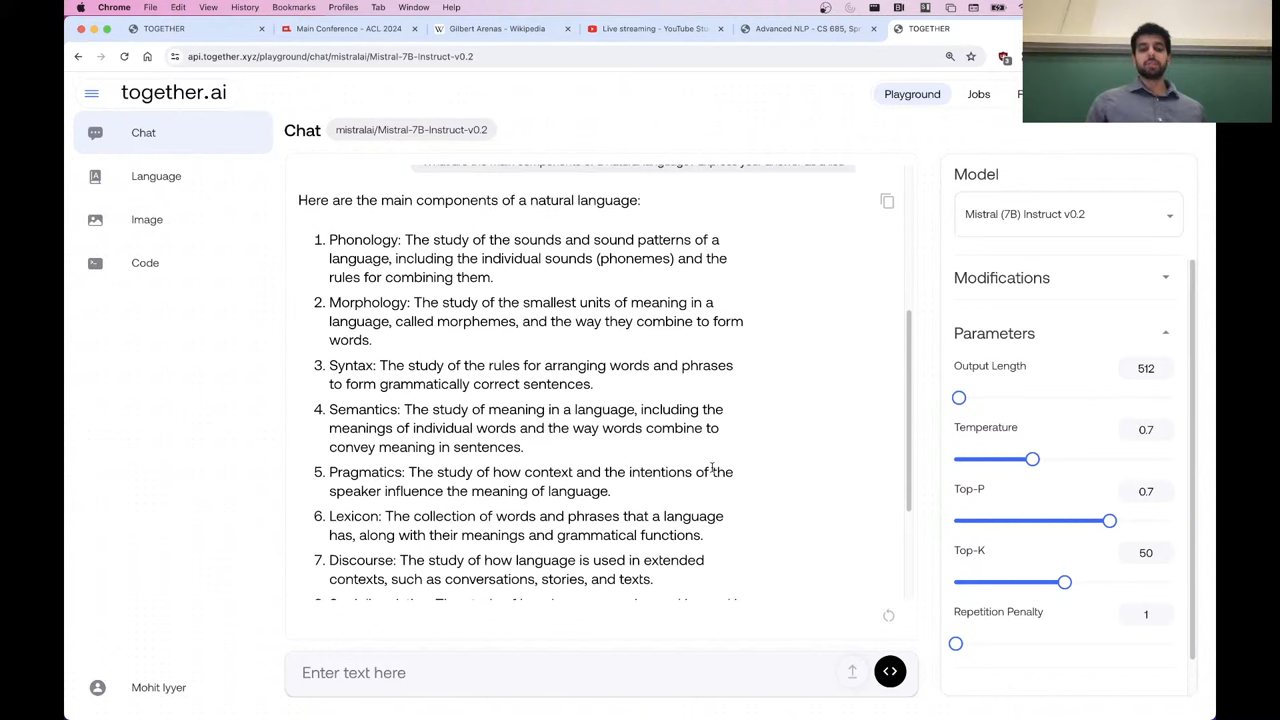 Chrome File Edit View History Bookmarks Profiles Tab Window Help
TOGETHER
Main Conference – ACL 2024
Gilbert Arenas - Wikipedia
Live streaming - YouTube Stu
Advanced NLP - CS 685, Spr
TOGETHER
api.together.xyz/playground/chat/mistralai/Mistral-7B-Instruct-v0.2
together.ai
Playground Jobs
Chat
Language
Image
Code
Mohit Iyyer
Chat mistralai/Mistral-7B-Instruct-v0.2
Here are the main components of a natural language:
1. Phonology: The study of the sounds and sound patterns of a
language, including the individual sounds (phonemes) and the
rules for combining them.
2. Morphology: The study of the smallest units of meaning in a
language, called morphemes, and the way they combine to form
words.
3. Syntax: The study of the rules for arranging words and phrases
to form grammatically correct sentences.
4. Semantics: The study of meaning in a language, including the
meanings of individual words and the way words combine to
convey meaning in sentences.
5. Pragmatics: The study of how context and the intentions of the
speaker influence the meaning of language.
6. Lexicon: The collection of words and phrases that a language
has, along with their meanings and grammatical functions.
7. Discourse: The study of how language is used in extended
contexts, such as conversations, stories, and texts.
Enter text here
Model
Mistral (7B) Instruct v0.2
Modifications
Parameters
Output Length 512
Temperature 0.7
Top-P 0.7
Top-K 50
Repetition Penalty 1